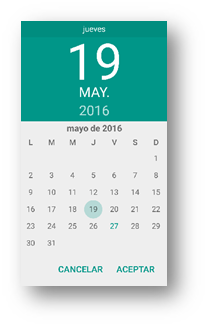 jueves
19
MAY.
2016
mayo de 2016
L M M J V S D
1
2 3 4 5 6 7 8
9 10 11 12 13 14 15
16 17 18 19 20 21 22
23 24 25 26 27 28 29
30 31
CANCELAR ACEPTAR